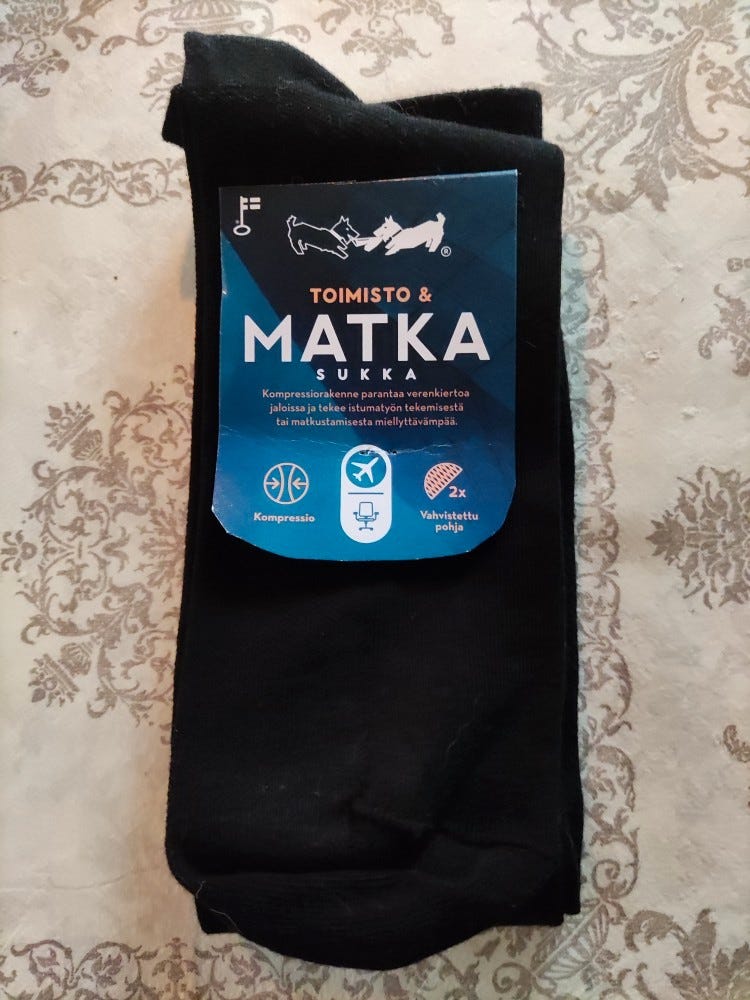 ®
TOIMISTO &
MATKA
SUKKA
Kompressiorakenne parantaa verenkiertoa
jaloissa ja tekee istumatyön tekemisestä
tai matkustamisesta miellyttävämpää.
Kompressio
2x
Vahvistettu
pohja